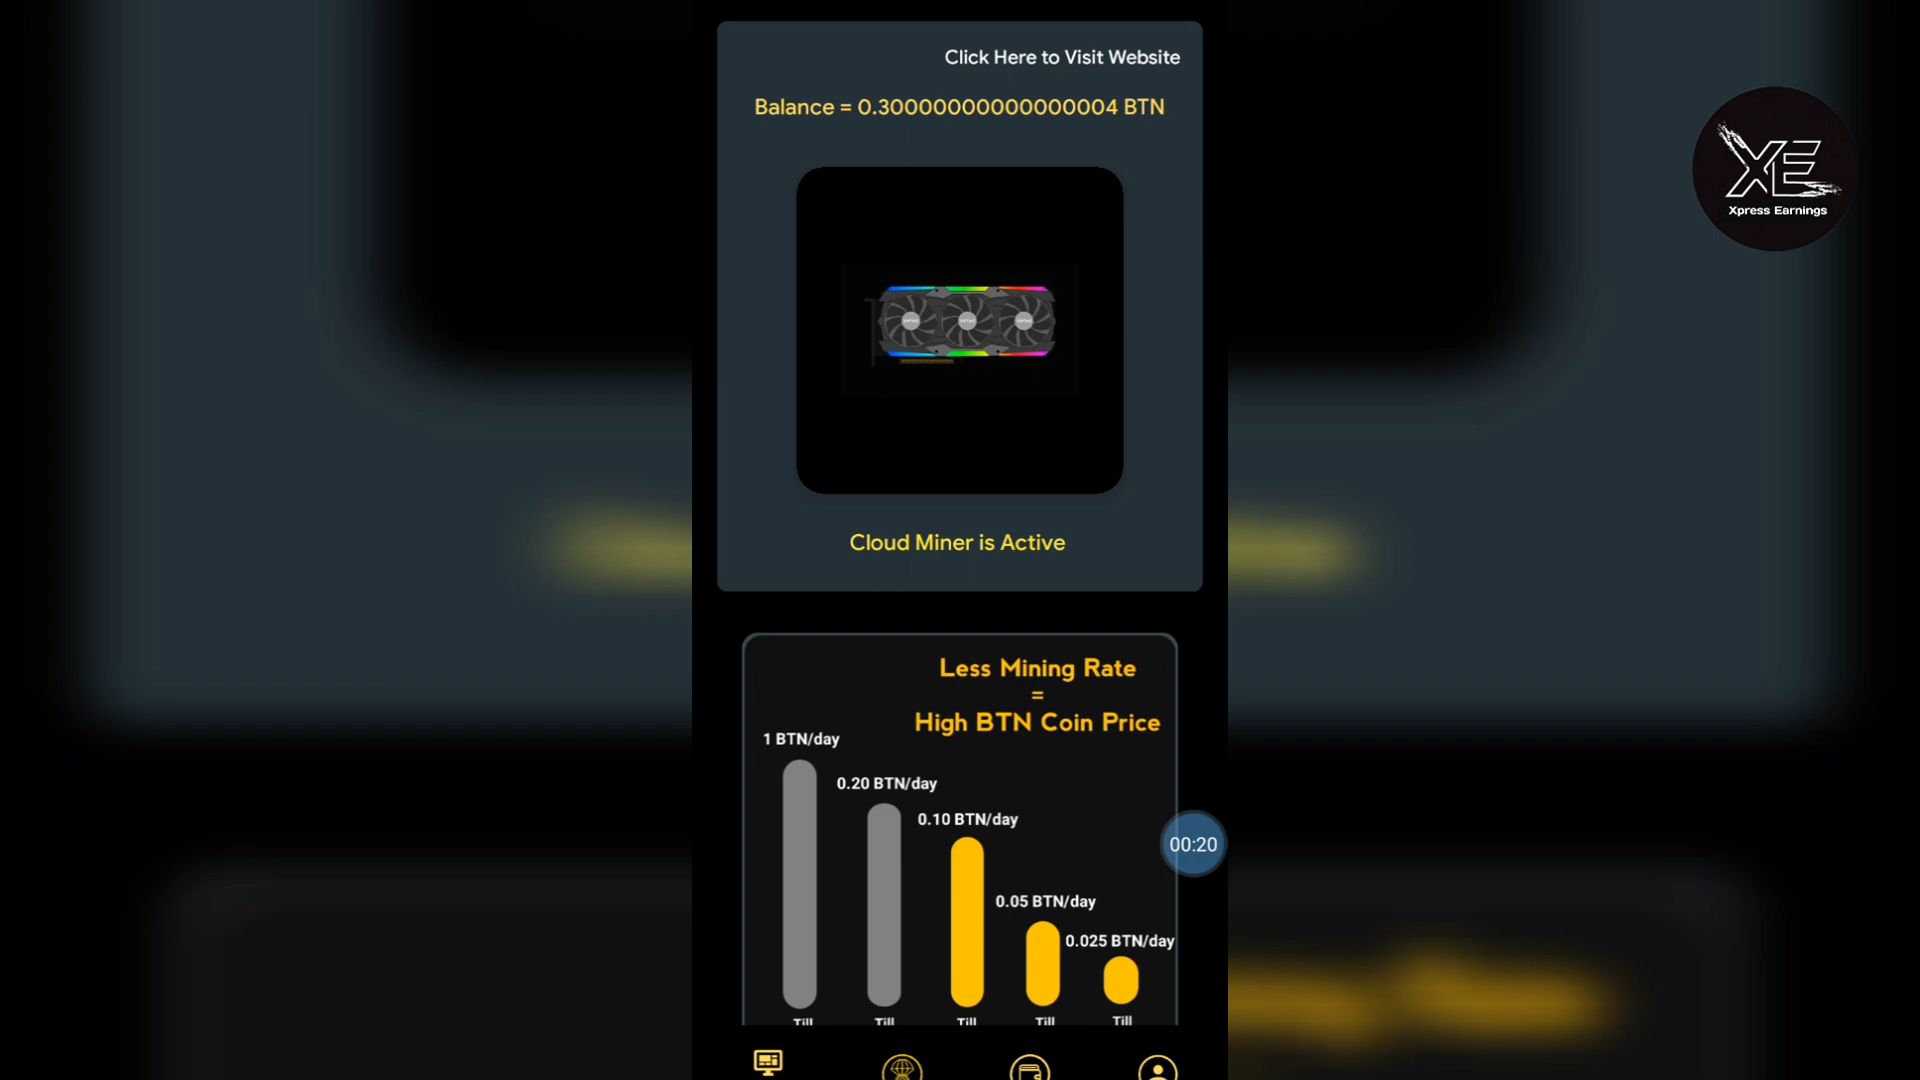 Click Here to Visit Website
Balance = 0.30000000000000004 BTN
XE
Xpress Earnings
Cloud Miner is Active
Less Mining Rate
=
High BTN Coin Price
1 BTN/day
0.20 BTN/day
0.10 BTN/day
0.05 BTN/day
0.025 BTN/day
00:20
Till Till Till Till Till